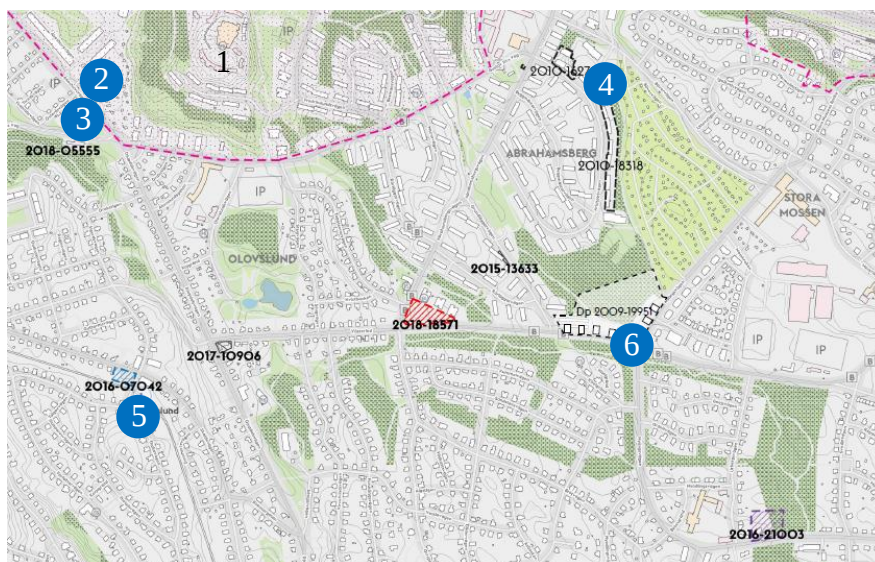 1
IP
2
IP
3
2010-1627
4
2018-05555
ABRAHAMSBERG
2010-18318
IP
STORA
MOSSEN
OLOVSLUND
2015-13633
2018-18571
Dp 2009-19951
6
IP
IP
2017-10906
2016-07042
5
2016-21003
B
B
B
B